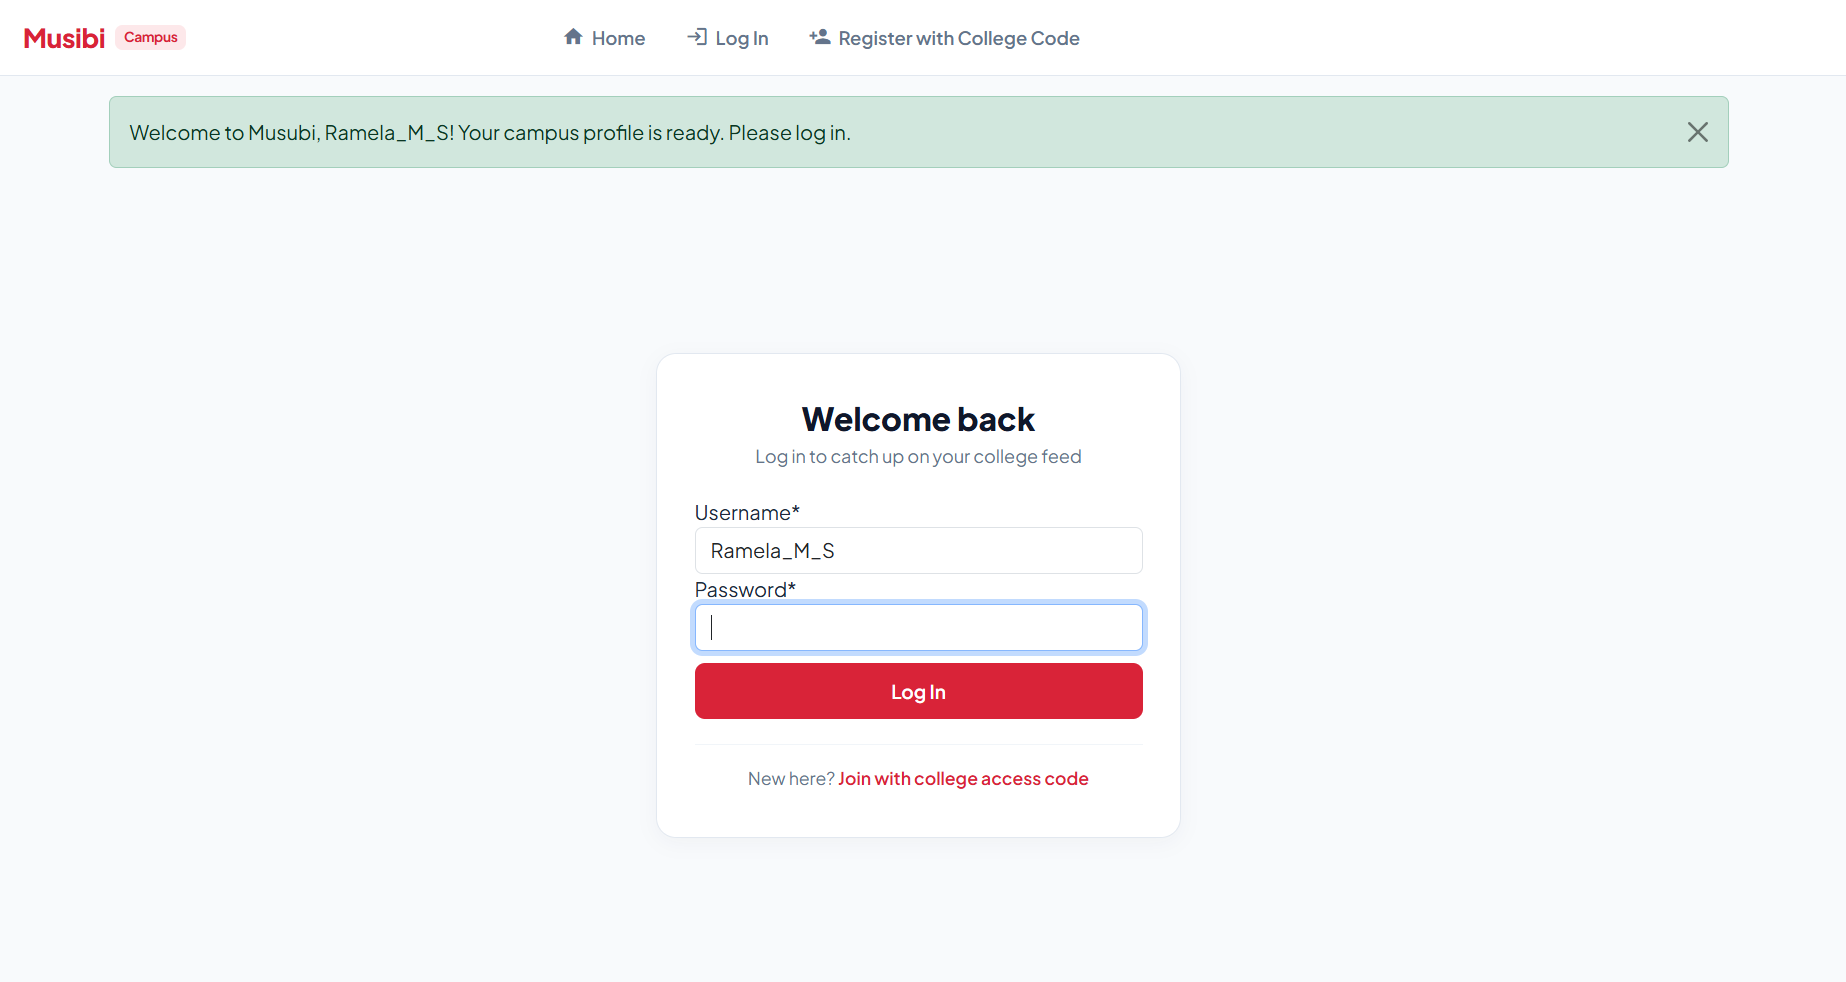 Musibi Campus Home Log In Register with College Code
Welcome to Musubi, Ramela_M_S! Your campus profile is ready. Please log in.
Welcome back
Log in to catch up on your college feed
Username*
Ramela_M_S
Password*
Log In
New here? Join with college access code